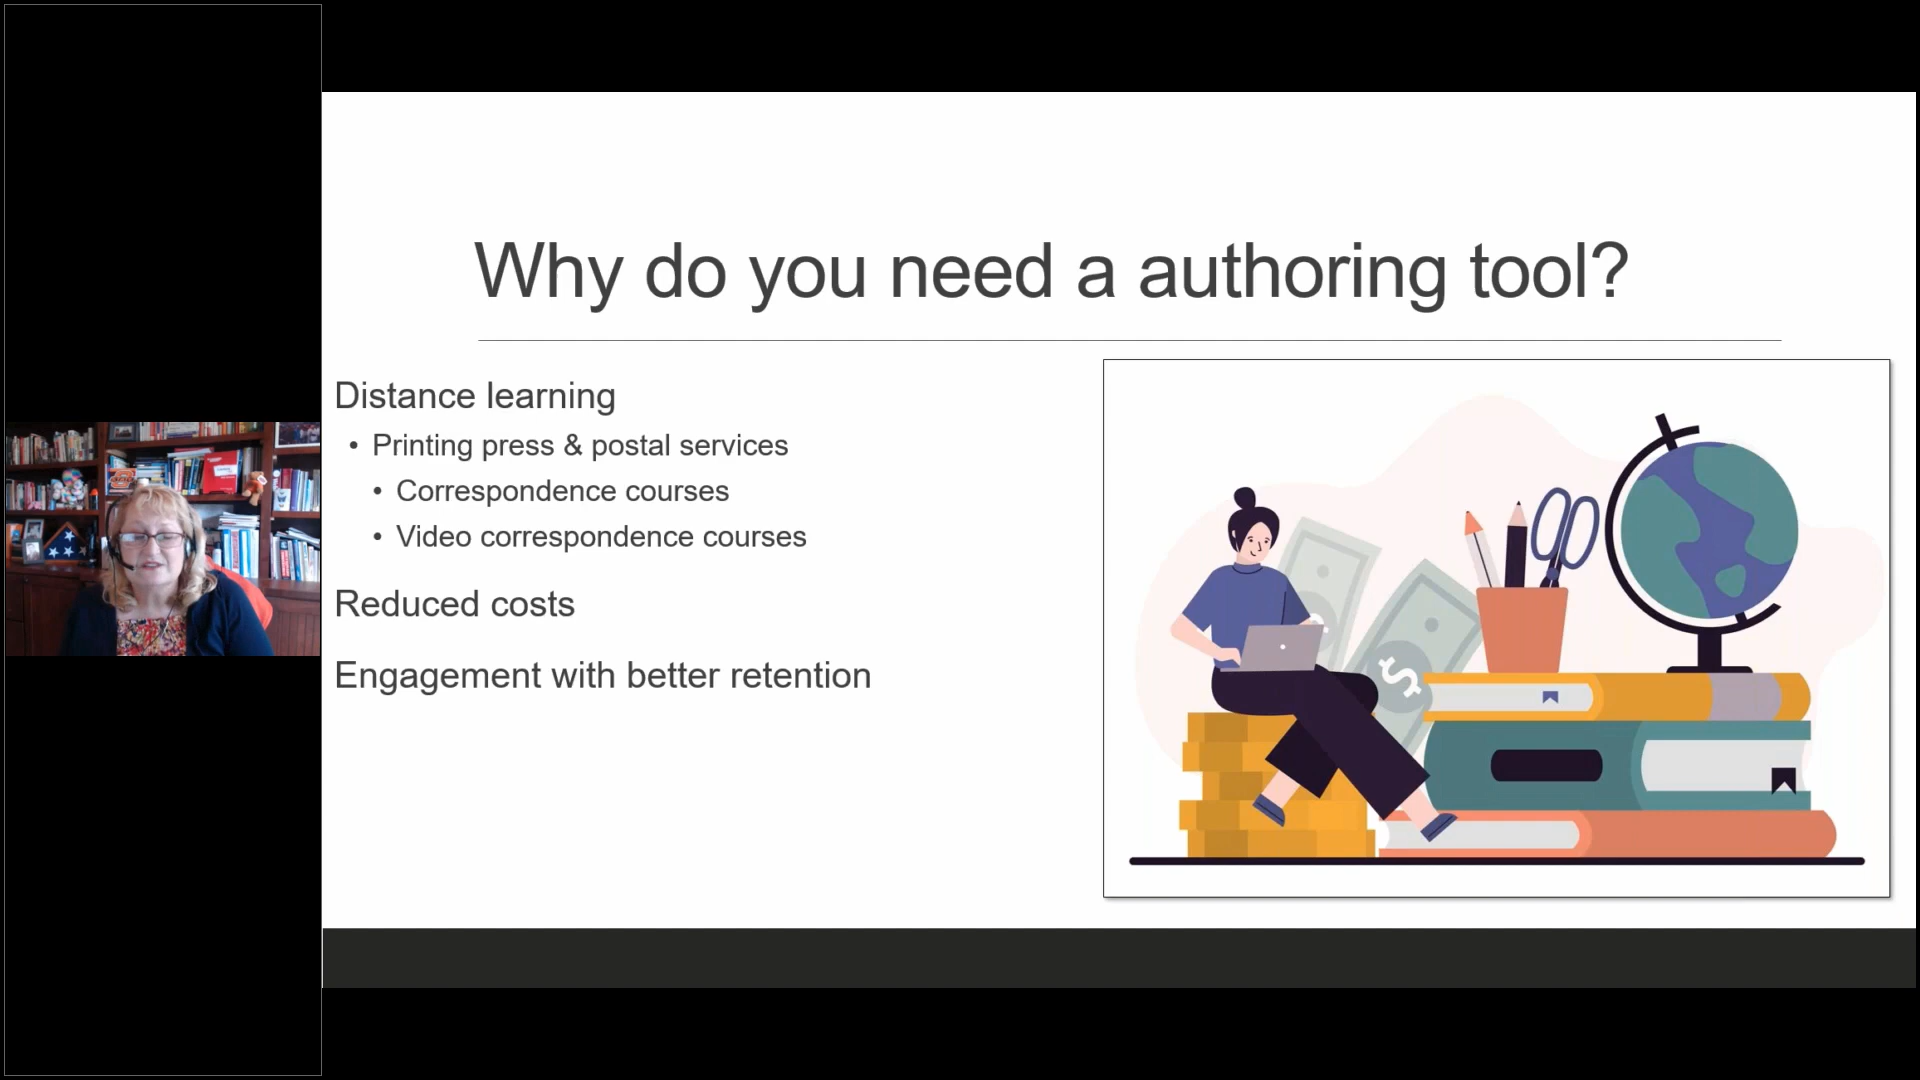 Why do you need a authoring tool?
Distance learning
• Printing press & postal services
• Correspondence courses
• Video correspondence courses
Reduced costs
Engagement with better retention
$